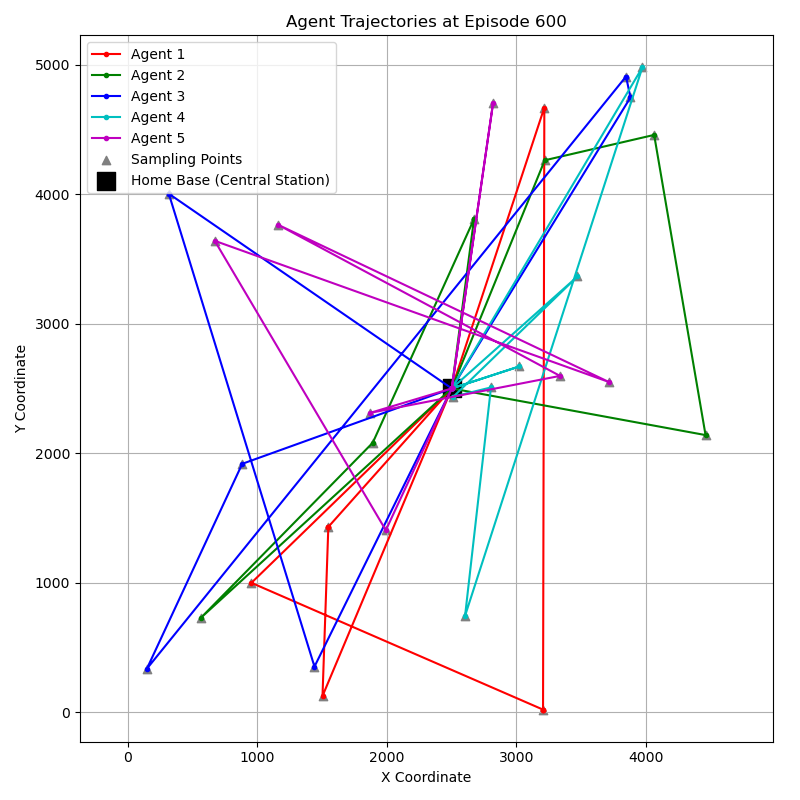 Agent Trajectories at Episode 600
Agent 1
Agent 2
Agent 3
Agent 4
Agent 5
Sampling Points
Home Base (Central Station)
Y Coordinate
5000
4000
3000
2000
1000
0
0 1000 2000 3000 4000
X Coordinate